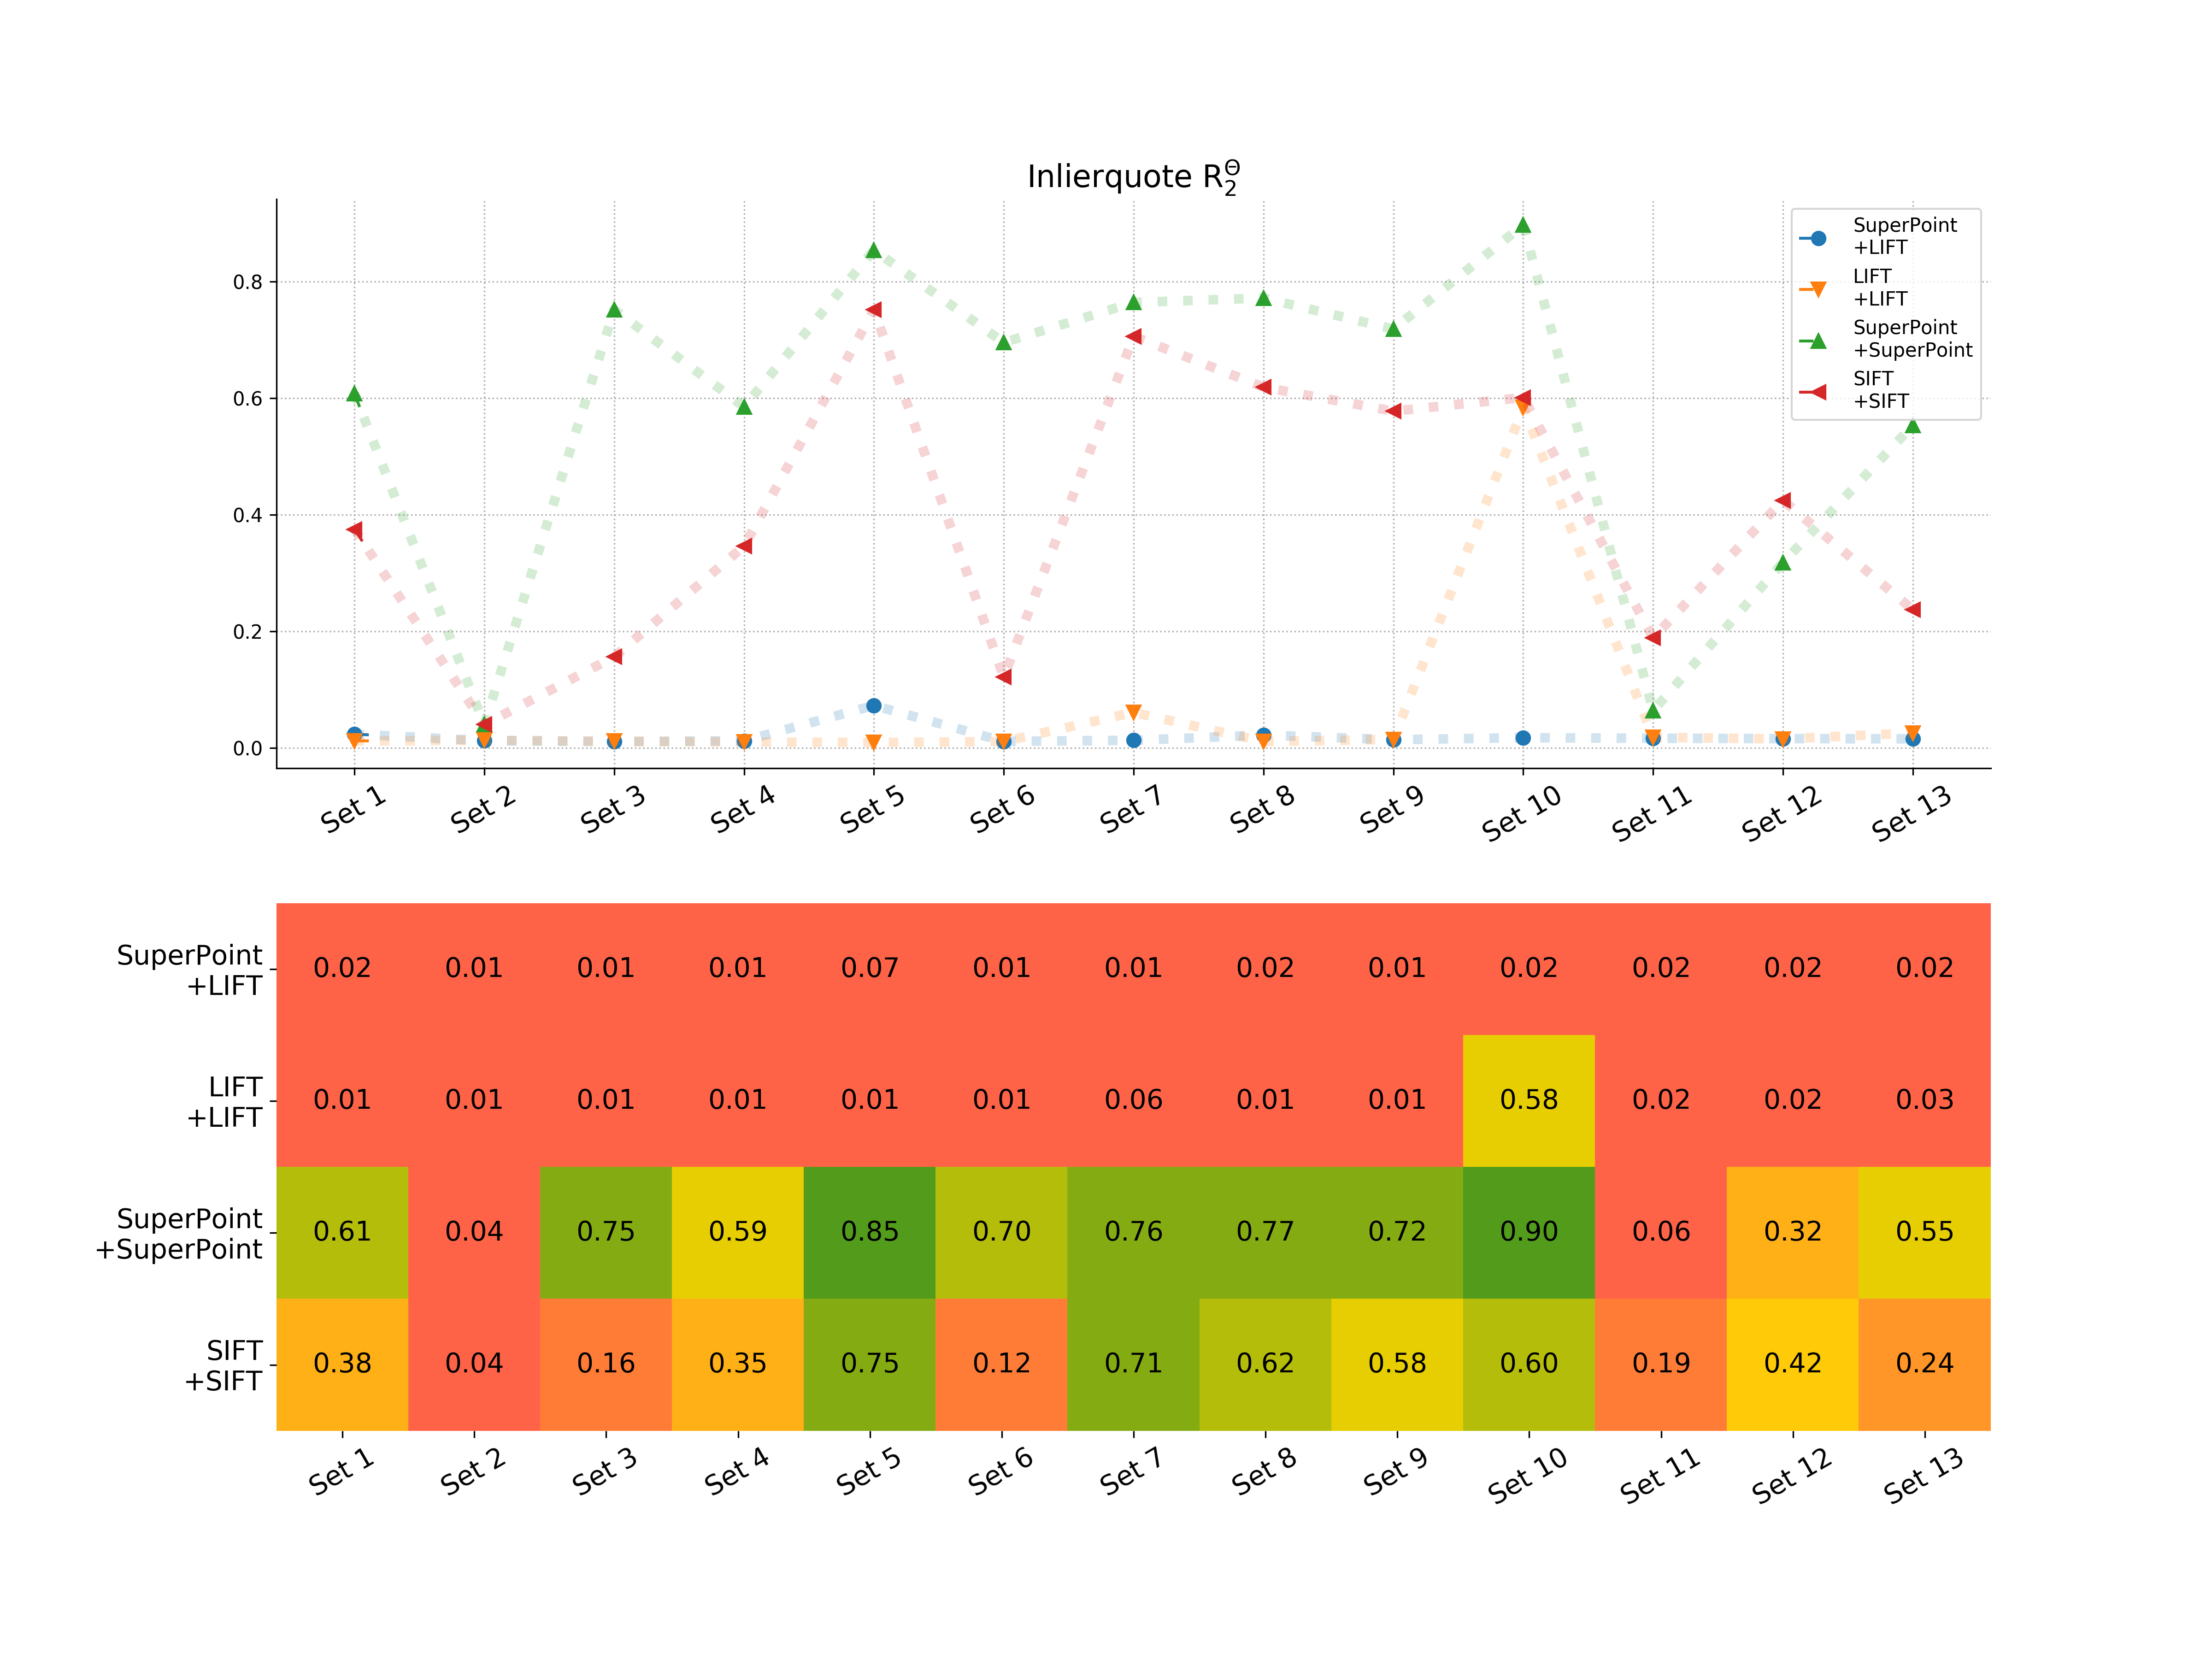 Inlierquote R₂^Θ
0.8
0.6
0.4
0.2
0.0
SuperPoint
+LIFT
LIFT
+LIFT
SuperPoint
+SuperPoint
SIFT
+SIFT
Set 1 Set 2 Set 3 Set 4 Set 5 Set 6 Set 7 Set 8 Set 9 Set 10 Set 11 Set 12 Set 13
SuperPoint
+LIFT
0.02 0.01 0.01 0.01 0.07 0.01 0.01 0.02 0.01 0.02 0.02 0.02 0.02
LIFT
+LIFT
0.01 0.01 0.01 0.01 0.01 0.01 0.06 0.01 0.01 0.58 0.02 0.02 0.03
SuperPoint
+SuperPoint
0.61 0.04 0.75 0.59 0.85 0.70 0.76 0.77 0.72 0.90 0.06 0.32 0.55
SIFT
+SIFT
0.38 0.04 0.16 0.35 0.75 0.12 0.71 0.62 0.58 0.60 0.19 0.42 0.24
Set 1 Set 2 Set 3 Set 4 Set 5 Set 6 Set 7 Set 8 Set 9 Set 10 Set 11 Set 12 Set 13